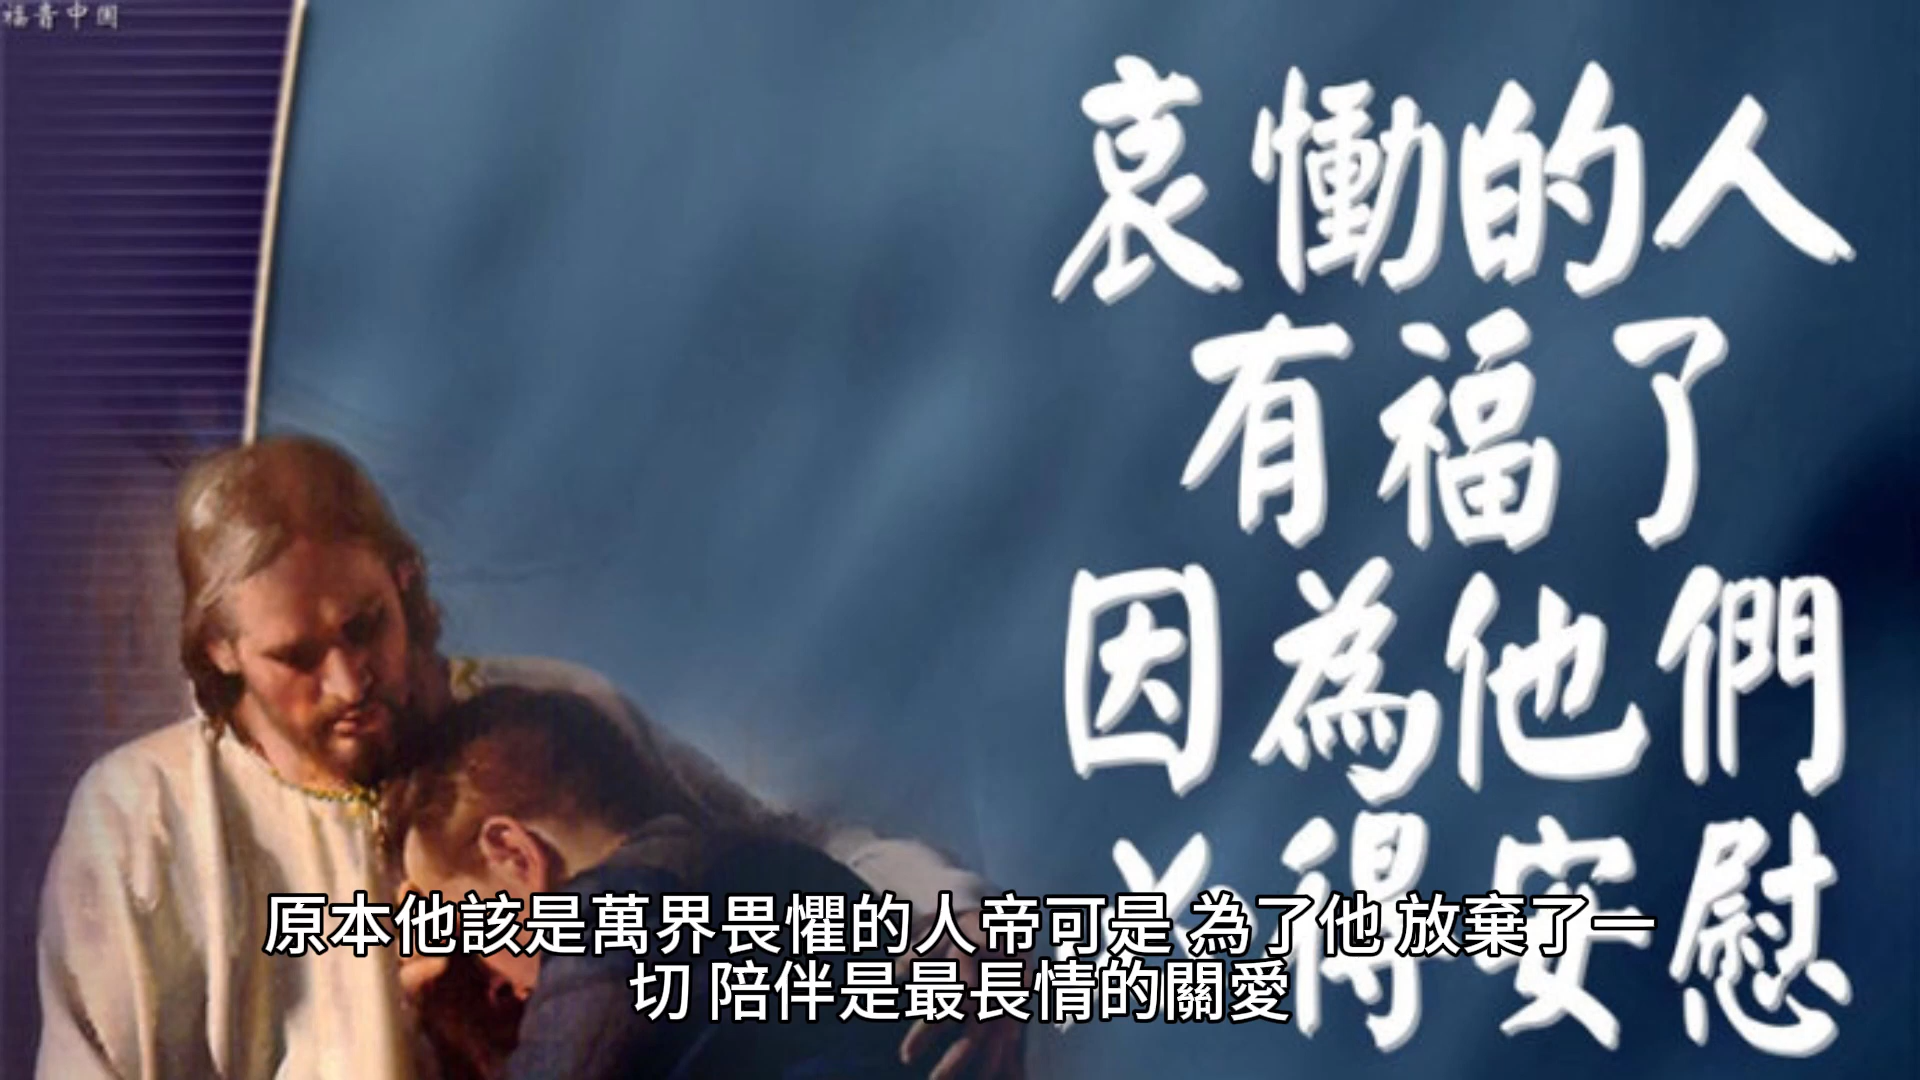 福音中国
哀慟的人
有福了
因為他們
必得安慰
原本他該是萬界畏懼的人帝可是 為了他 放棄了一
切 陪伴是最長情的關愛